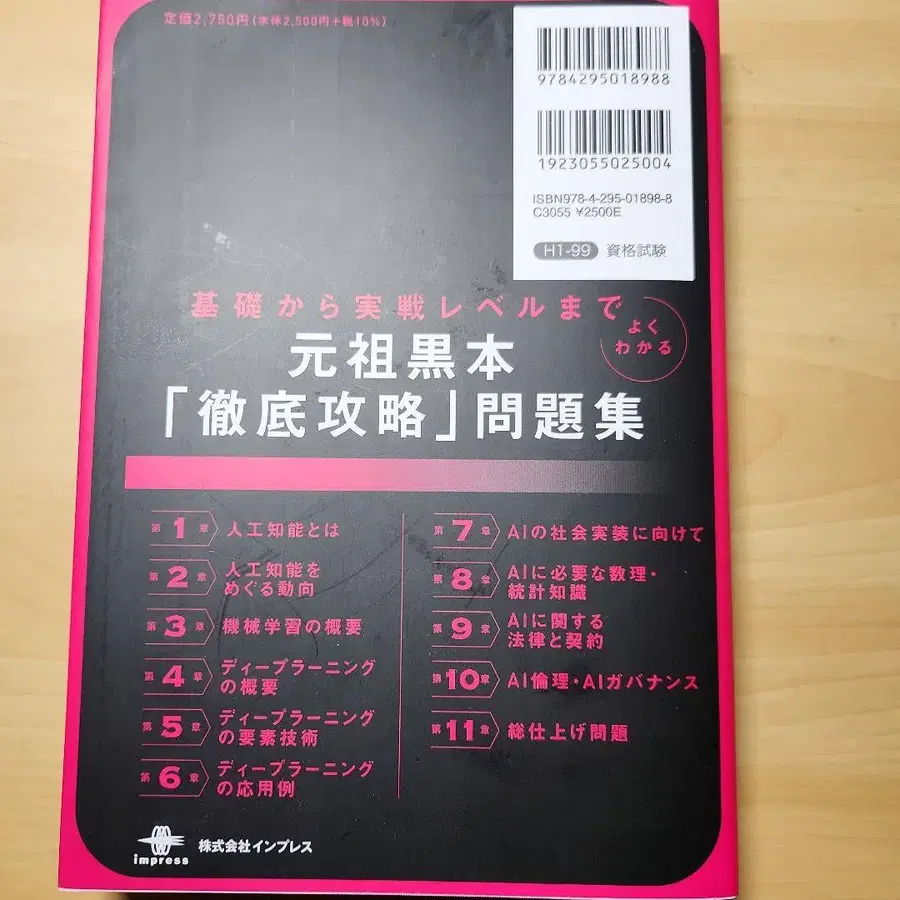 定価2,750円(本体2,500円+税10%)
9784295018988
1923055025004
ISBN978-4-295-01898-8
C3055 ¥2500E
H1-99 資格試験
基礎から実戦レベルまで
よく
わかる
元祖黒本
「徹底攻略」問題集
第1章 人工知能とは
第2章 人工知能を
めぐる動向
第3章 機械学習の概要
第4章 ディープラーニング
の概要
第5章 ディープラーニング
の要素技術
第6章 ディープラーニング
の応用例
第7章 AIの社会実装に向けて
第8章 AIに必要な数理・
統計知識
第9章 AIに関する
法律と契約
第10章 AI倫理・AIガバナンス
第11章 総仕上げ問題
impress 株式会社インプレス